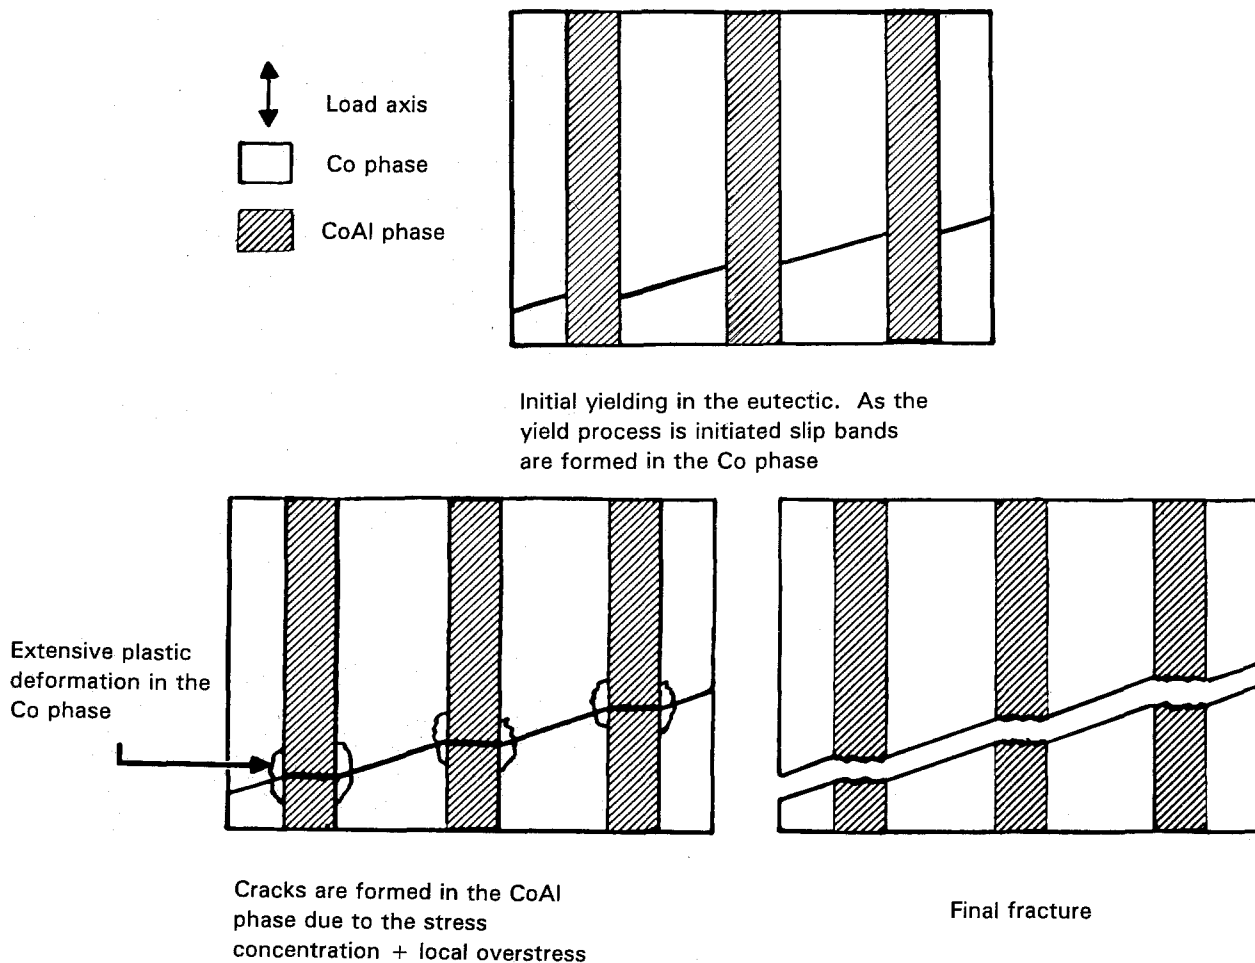 Load axis
Co phase
CoAl phase
Initial yielding in the eutectic. As the
yield process is initiated slip bands
are formed in the Co phase
Extensive plastic
deformation in the
Co phase
Cracks are formed in the CoAl
phase due to the stress
concentration + local overstress
Final fracture